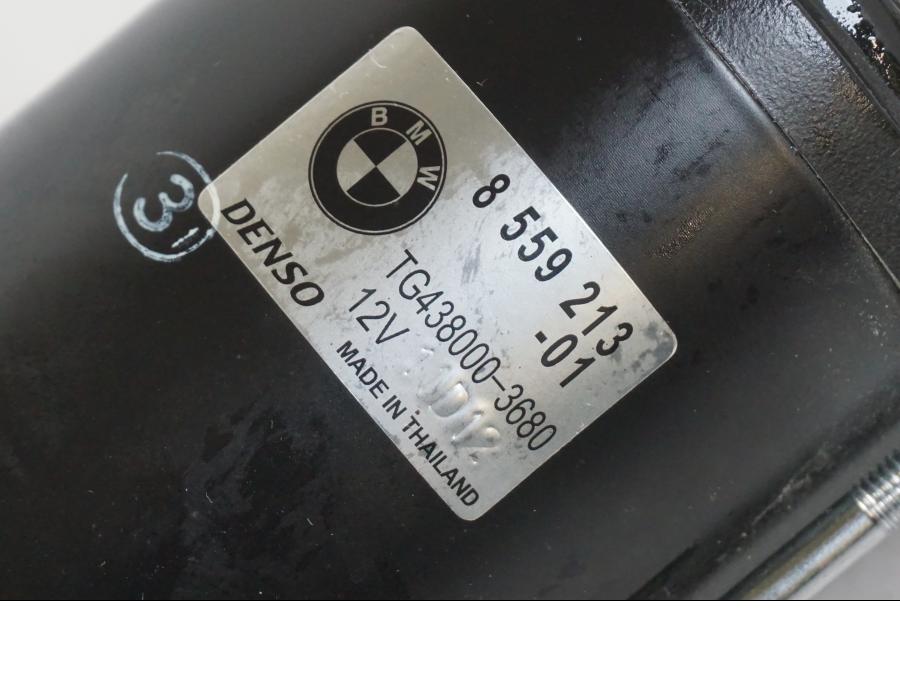 BMW
8 559 213
-01
DENSO
TG438000-3680
12V
MADE IN THAILAND
3